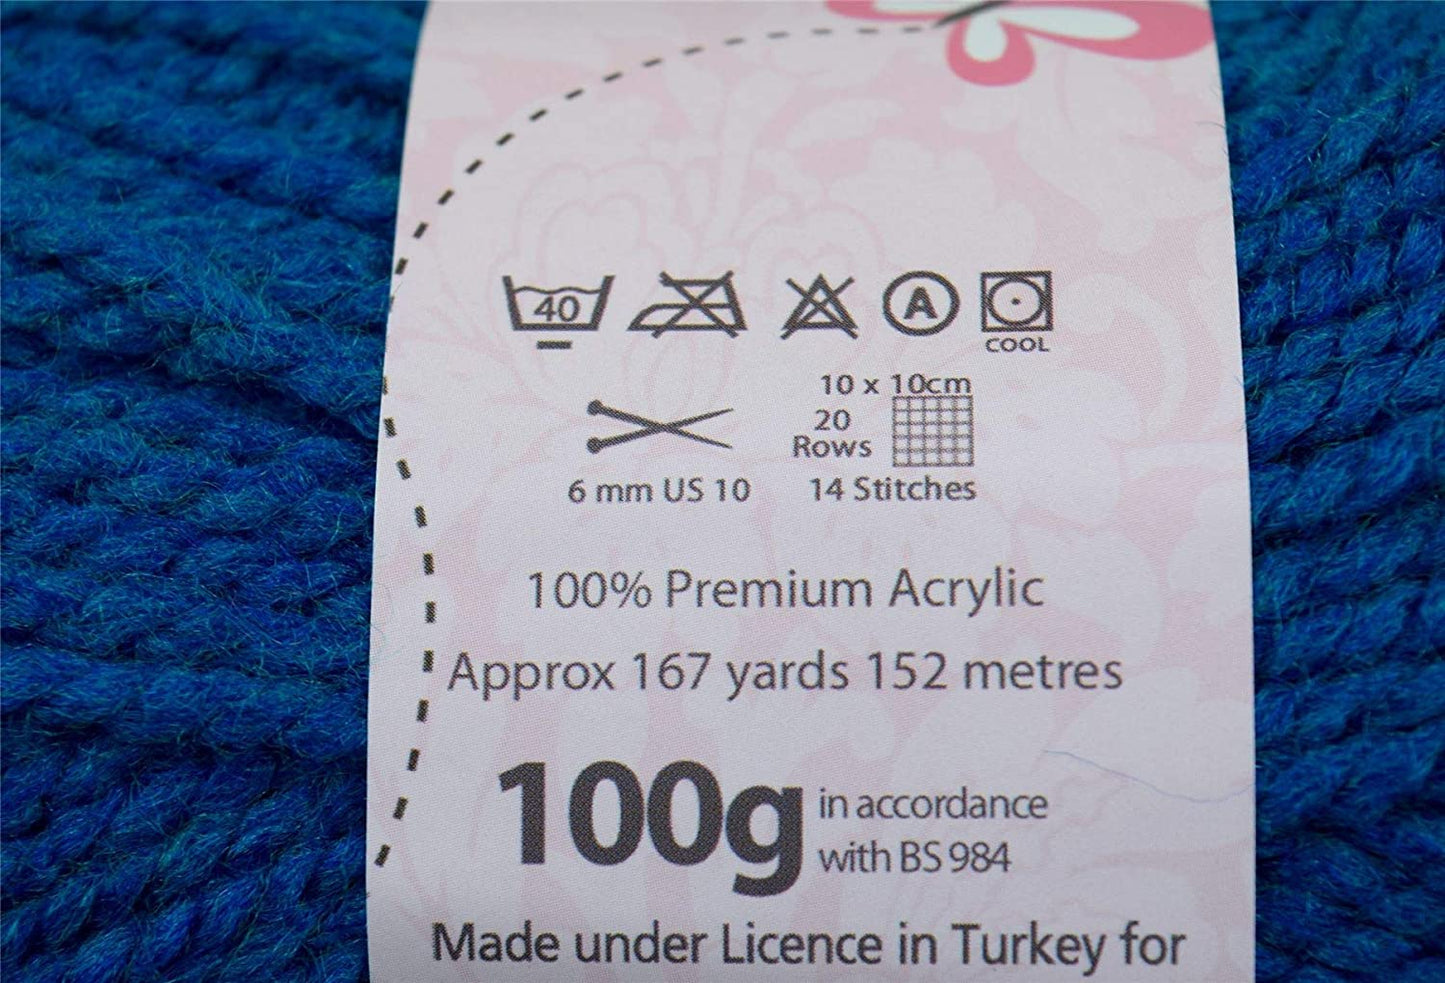 40
A
COOL
10 x 10cm
20
Rows
6 mm US 10
14 Stitches
100% Premium Acrylic
Approx 167 yards 152 metres
100g
in accordance
with BS 984
Made under Licence in Turkey for